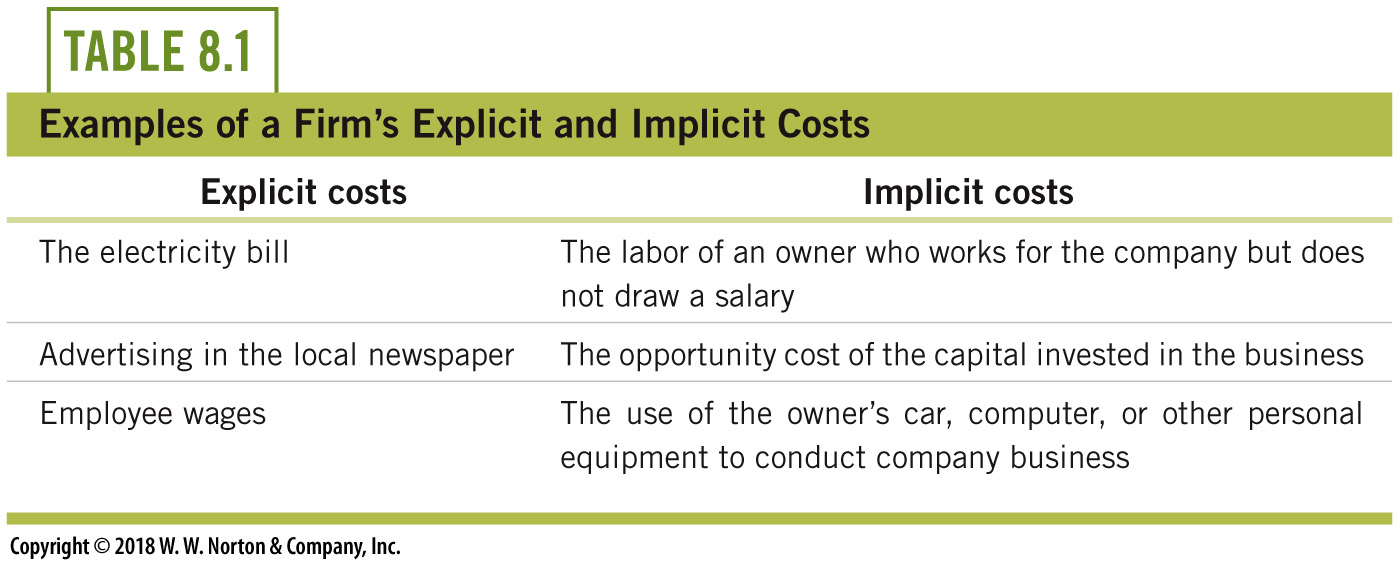 TABLE 8.1
Examples of a Firm’s Explicit and Implicit Costs
Explicit costs
Implicit costs
The electricity bill
The labor of an owner who works for the company but does
not draw a salary
Advertising in the local newspaper
The opportunity cost of the capital invested in the business
Employee wages
The use of the owner’s car, computer, or other personal
equipment to conduct company business
Copyright © 2018 W. W. Norton & Company, Inc.